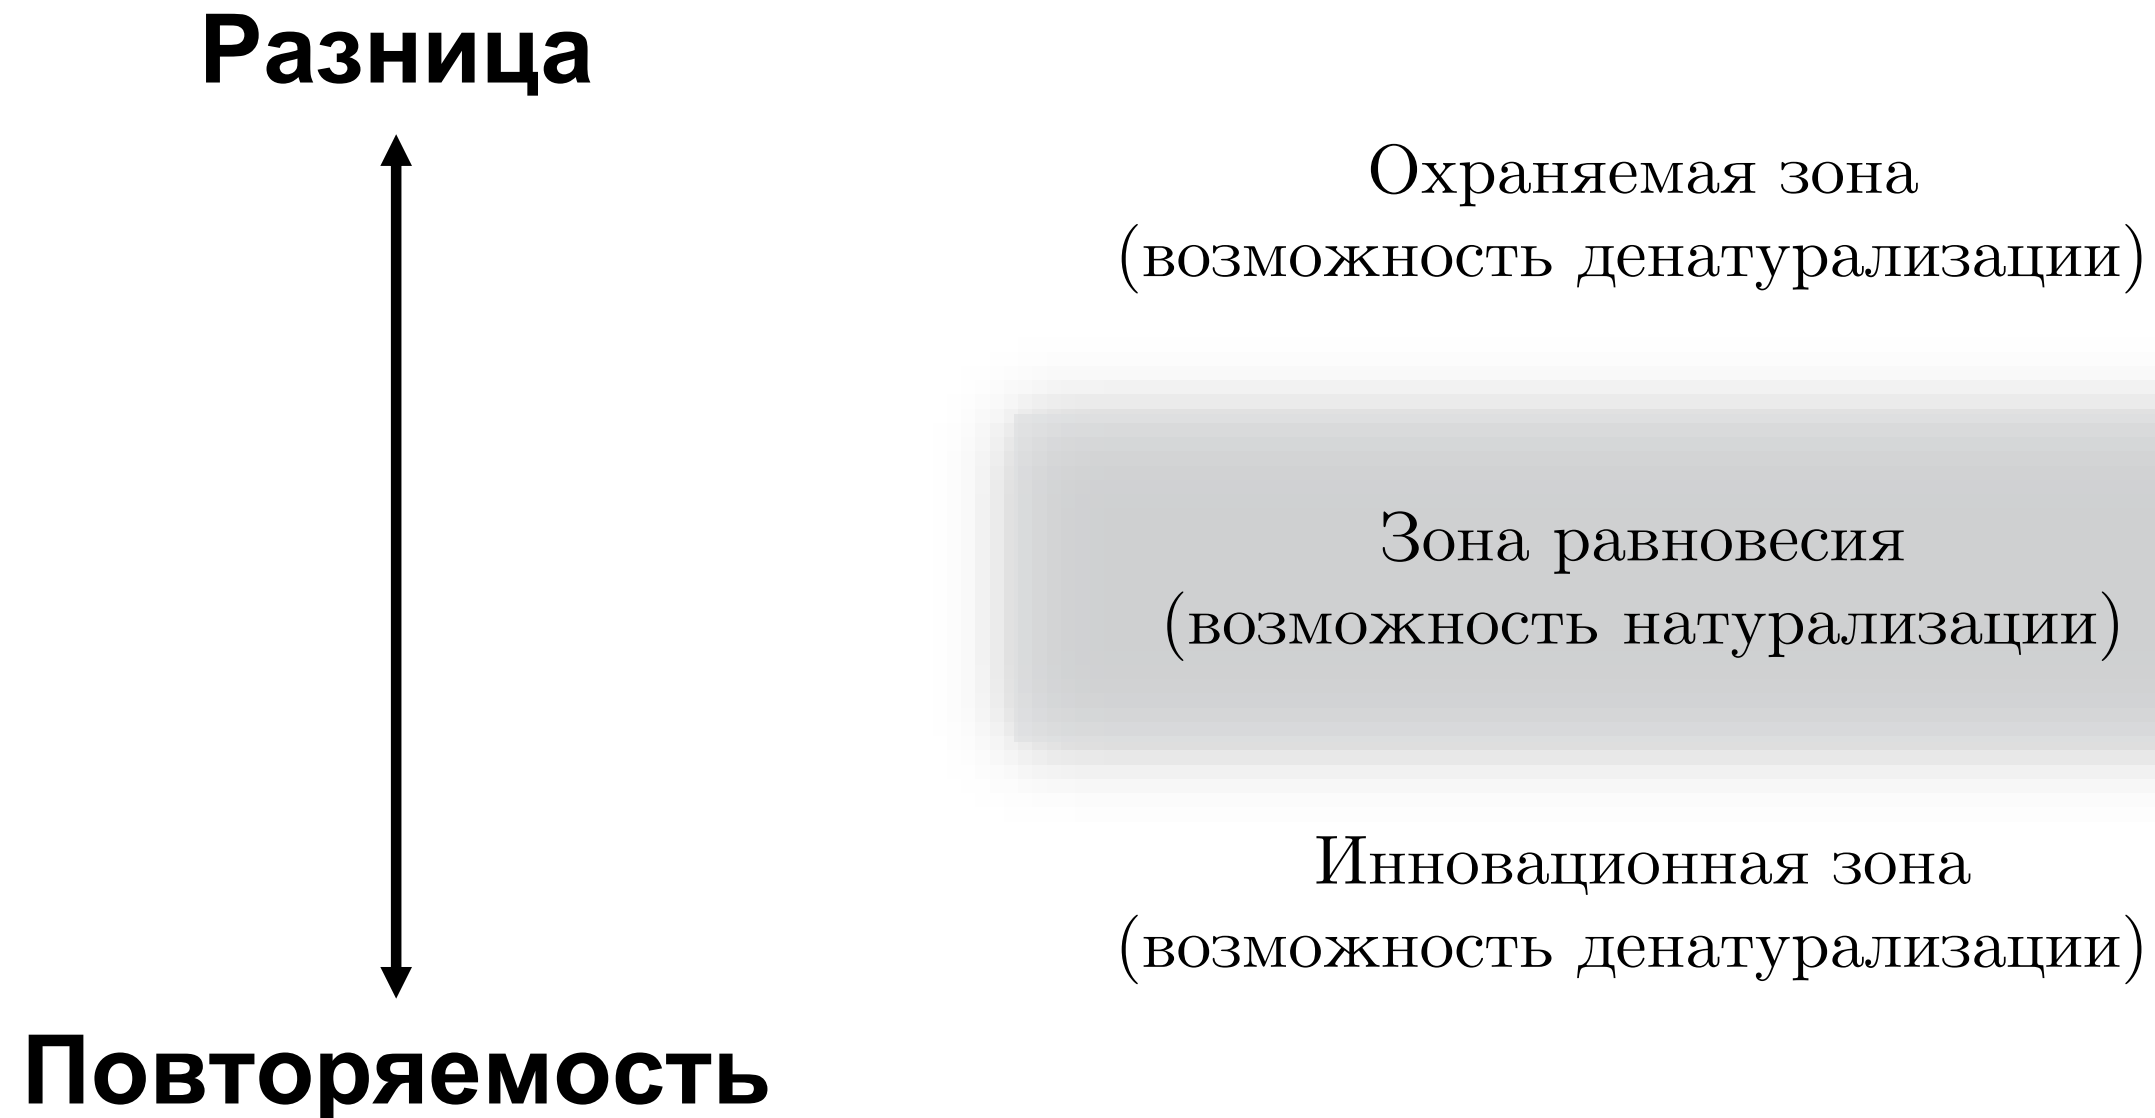 Разница
Охраняемая зона
(возможность денатурализации)
Зона равновесия
(возможность натурализации)
Инновационная зона
(возможность денатурализации)
Повторяемость